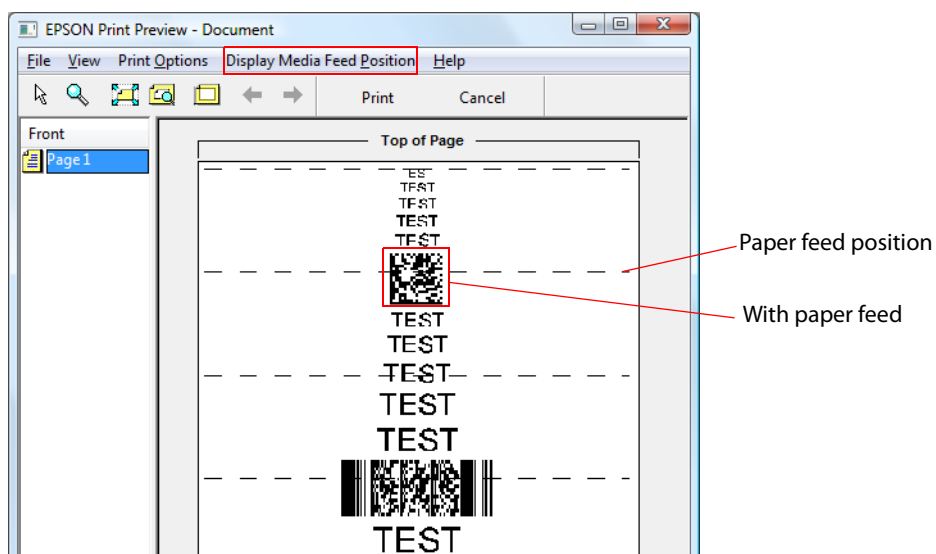 EPSON Print Preview - Document
File View Print Options Display Media Feed Position Help
Print Cancel
Front
Page 1
Top of Page
ES
TEST
TEST
TEST
TEST
Paper feed position
With paper feed
TEST
TEST
TEST
TEST
TEST
TEST